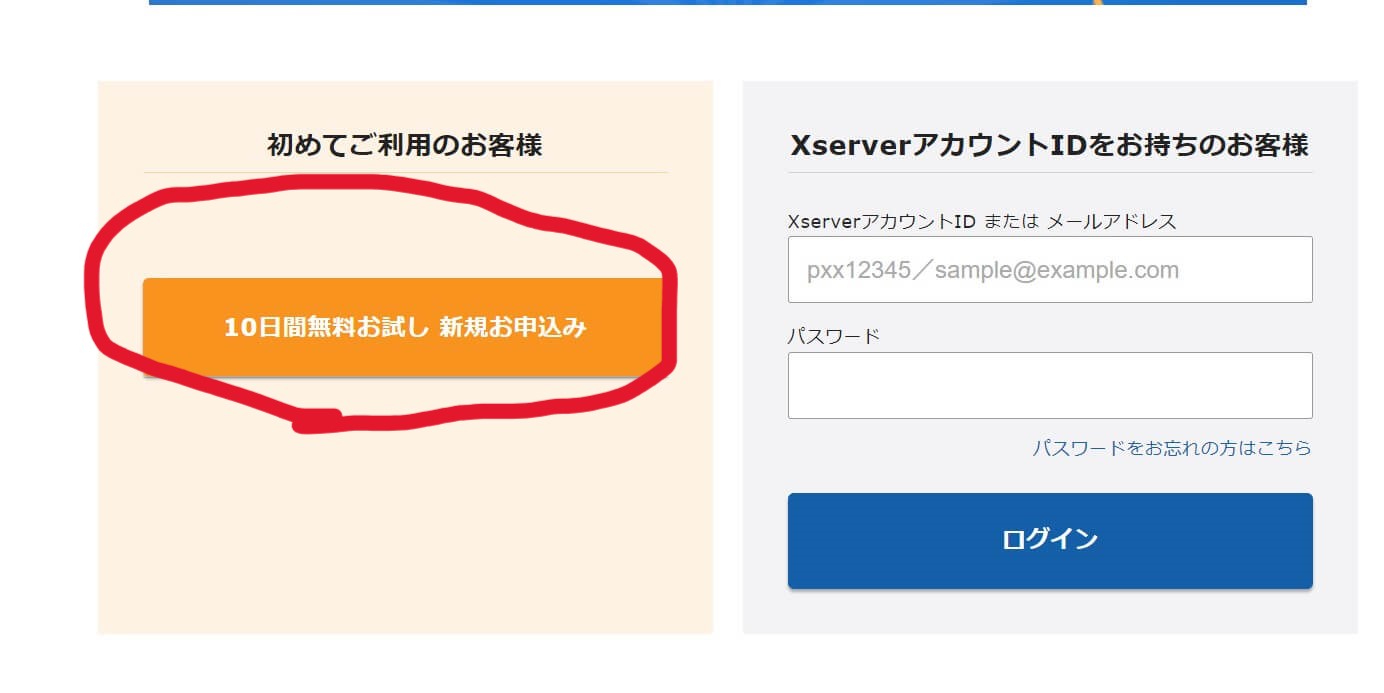 初めてご利用のお客様
10日間無料お試し 新規お申込み
XserverアカウントIDをお持ちのお客様
XserverアカウントID または メールアドレス
pxx12345／sample@example.com
パスワード
パスワードをお忘れの方はこちら
ログイン